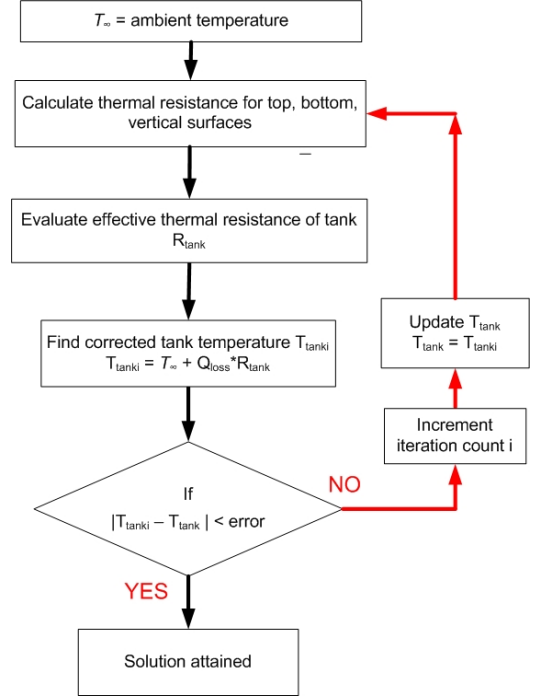 T∞ = ambient temperature
Calculate thermal resistance for top, bottom,
vertical surfaces
Evaluate effective thermal resistance of tank
Rtank
Find corrected tank temperature Ttanki
Ttanki = T∞ + Qloss*Rtank
If
|Ttanki – Ttank | < error
NO
YES
Solution attained
Increment
iteration count i
Update Ttank
Ttank = Ttanki